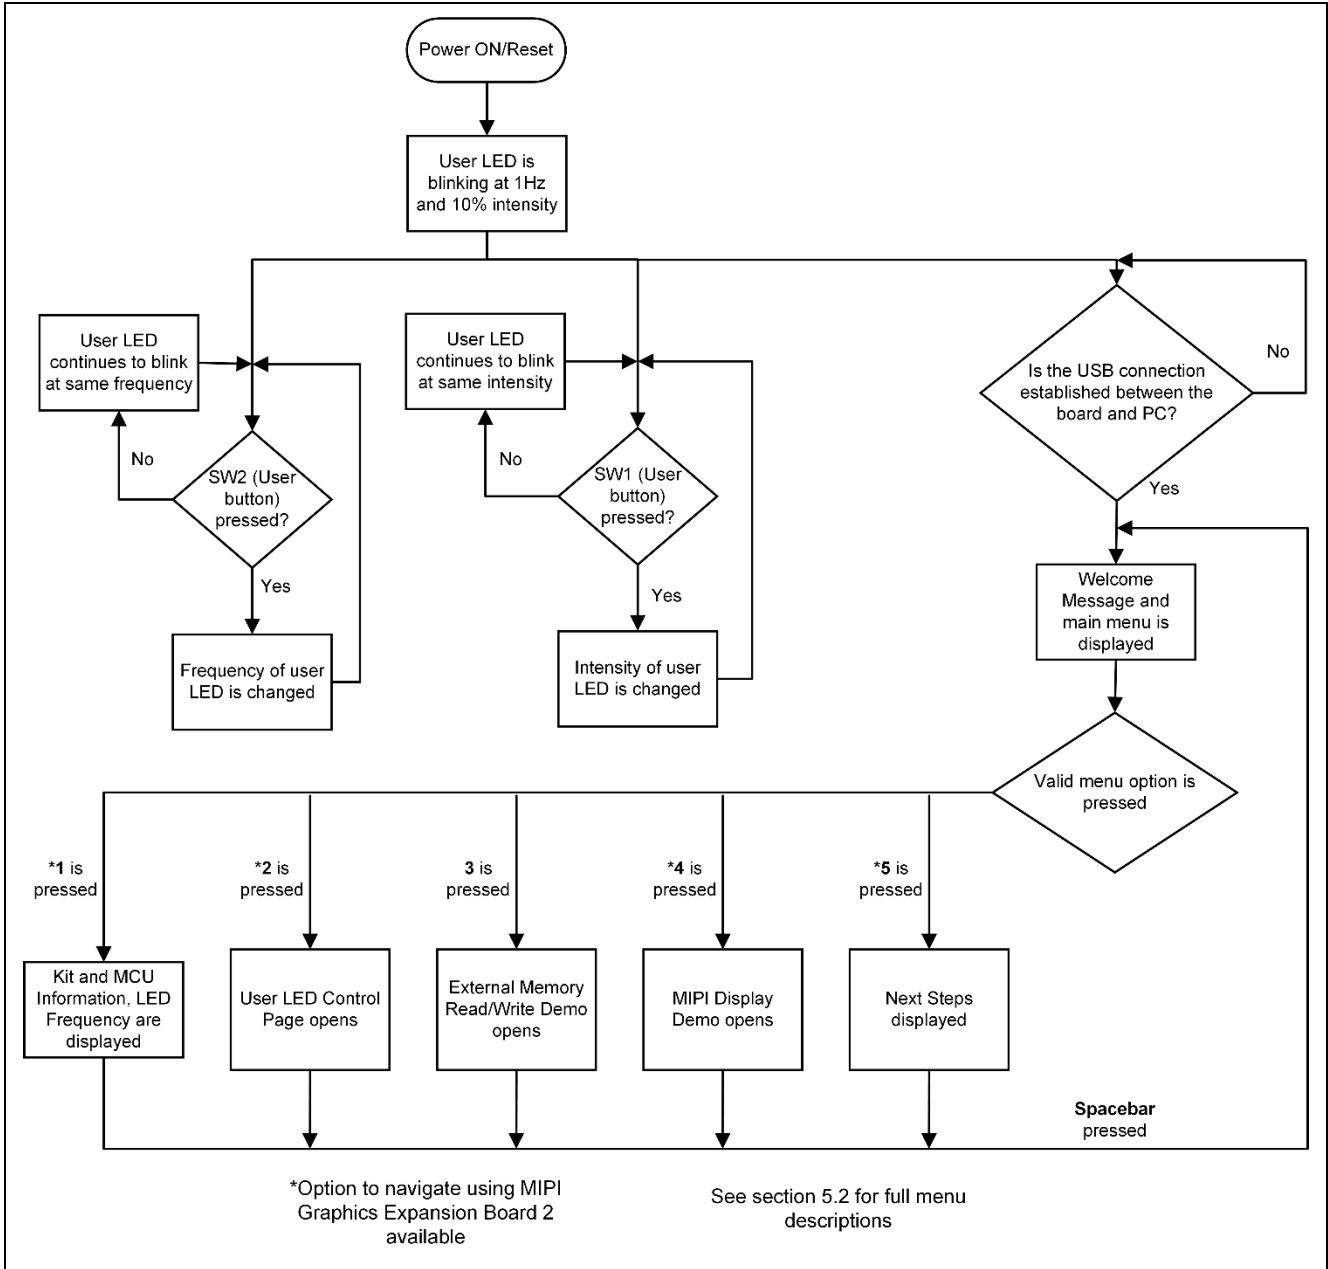 Power ON/Reset
User LED is
blinking at 1Hz
and 10% intensity
User LED
continues to blink
at same frequency
No
SW2 (User
button)
pressed?
Yes
Frequency of user
LED is changed
User LED
continues to blink
at same intensity
No
SW1 (User
button)
pressed?
Yes
Intensity of user
LED is changed
Is the USB connection
established between the
board and PC?
No
Yes
Welcome
Message and
main menu is
displayed
Valid menu option is
pressed
*1 is
pressed
*2 is
pressed
3 is
pressed
*4 is
pressed
*5 is
pressed
Kit and MCU
Information, LED
Frequency are
displayed
User LED Control
Page opens
External Memory
Read/Write Demo
opens
MIPI Display
Demo opens
Next Steps
displayed
Spacebar
pressed
*Option to navigate using MIPI
Graphics Expansion Board 2
available
See section 5.2 for full menu
descriptions